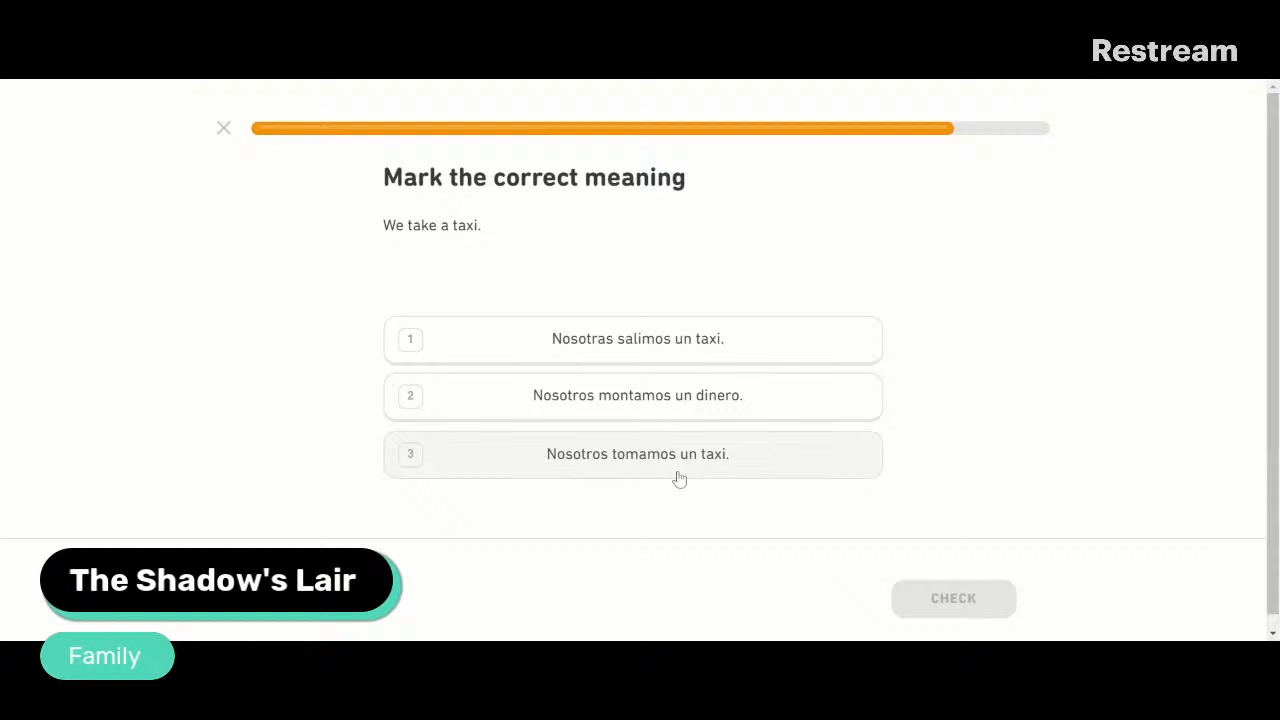 Restream
Mark the correct meaning
We take a taxi.
1 Nosotras salimos un taxi.
2 Nosotros montamos un dinero.
3 Nosotros tomamos un taxi.
The Shadow's Lair
CHECK
Family